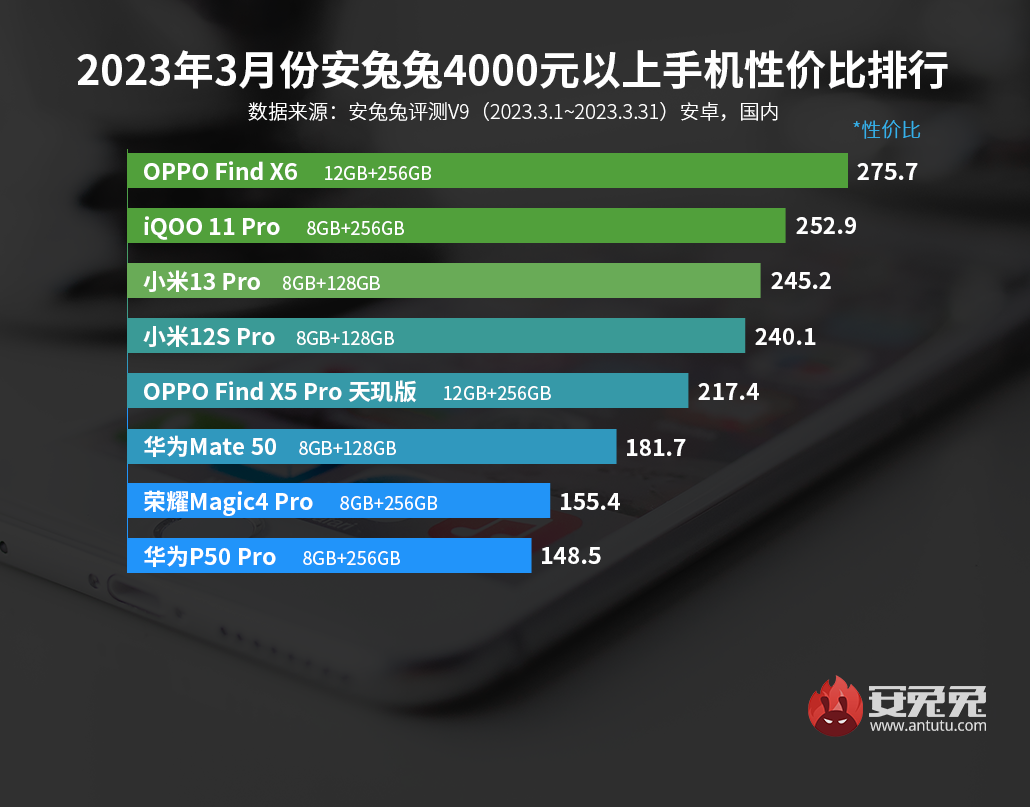 2023年3月份安兔兔4000元以上手机性价比排行
数据来源：安兔兔评测V9（2023.3.1~2023.3.31）安卓，国内
*性价比
OPPO Find X6 12GB+256GB 275.7
iQOO 11 Pro 8GB+256GB 252.9
小米13 Pro 8GB+128GB 245.2
小米12S Pro 8GB+128GB 240.1
OPPO Find X5 Pro 天玑版 12GB+256GB 217.4
华为Mate 50 8GB+128GB 181.7
荣耀Magic4 Pro 8GB+256GB 155.4
华为P50 Pro 8GB+256GB 148.5
安兔兔
www.antutu.com